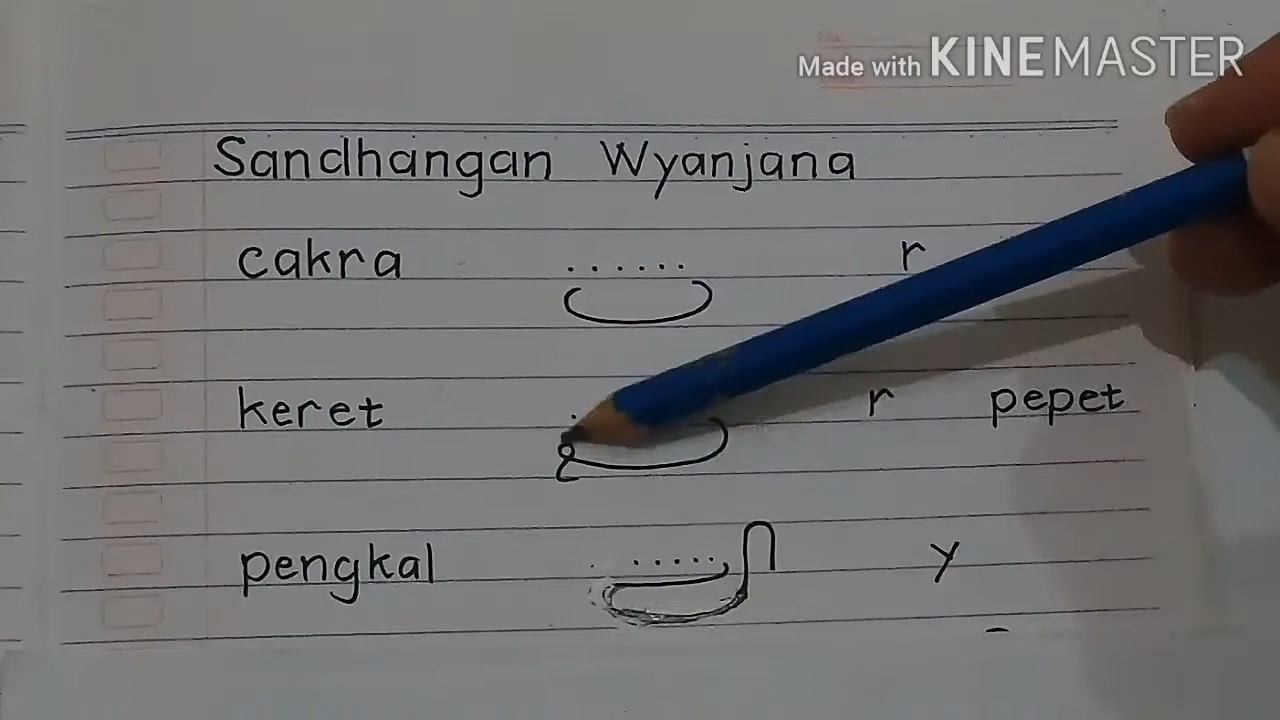 Made with KINEMASTER
Sandhangan Wyanjana
cakra ...... r
keret r pepet
pengkal ..... y